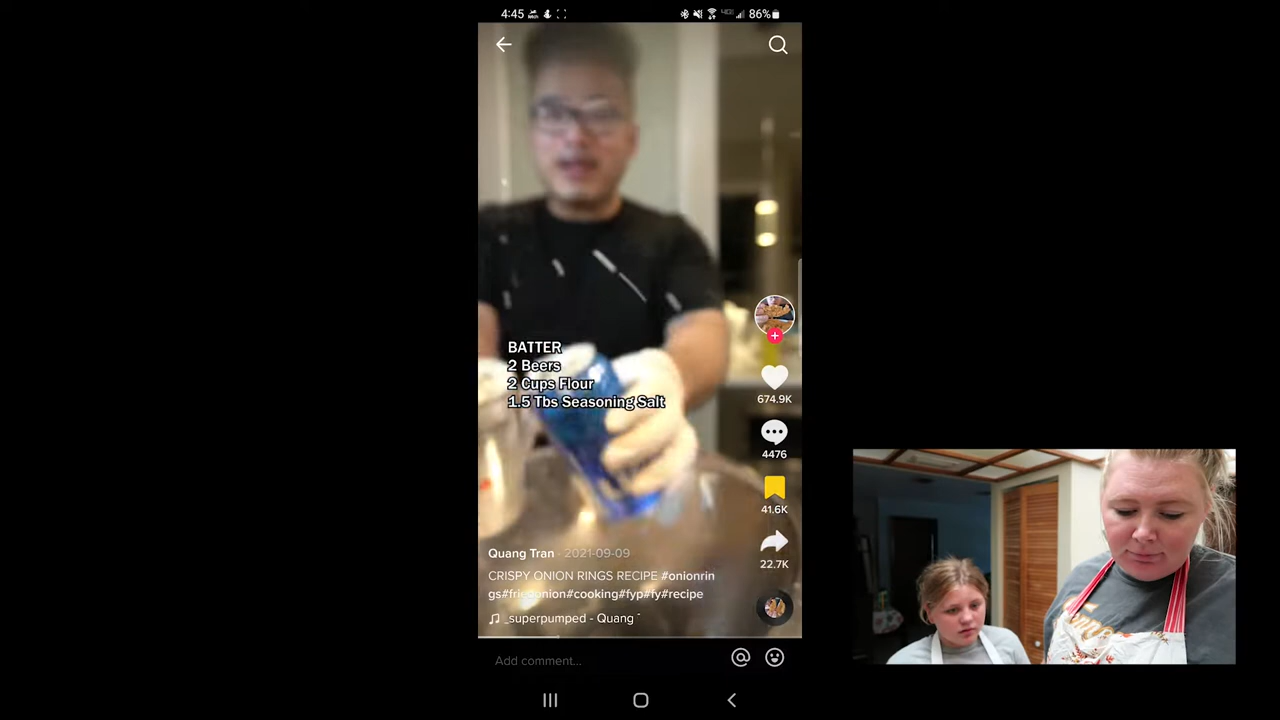 4:45
86%
BATTER
2 Beers
2 Cups Flour
1.5 Tbs Seasoning Salt
674.9K
4476
41.6K
22.7K
Quang Tran · 2021-09-09
CRISPY ONION RINGS RECIPE #onionrin
gs#friedonion#cooking#fyp#fy#recipe
_superpumped - Quang
Add comment...